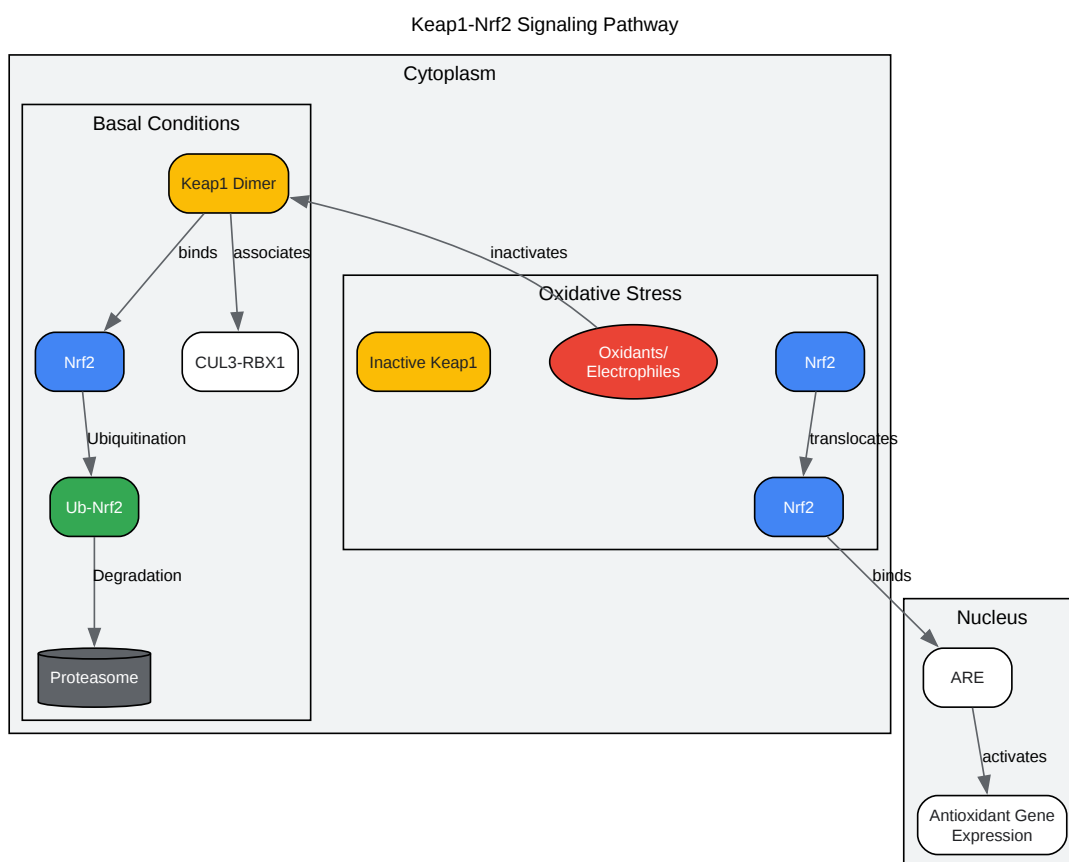 Keap1-Nrf2 Signaling Pathway
Cytoplasm
Basal Conditions
Keap1 Dimer
binds
associates
inactivates
Oxidative Stress
Nrf2
CUL3-RBX1
Inactive Keap1
Oxidants/
Electrophiles
Nrf2
Ubiquitination
translocates
Ub-Nrf2
Nrf2
Degradation
binds
Nucleus
Proteasome
ARE
activates
Antioxidant Gene
Expression